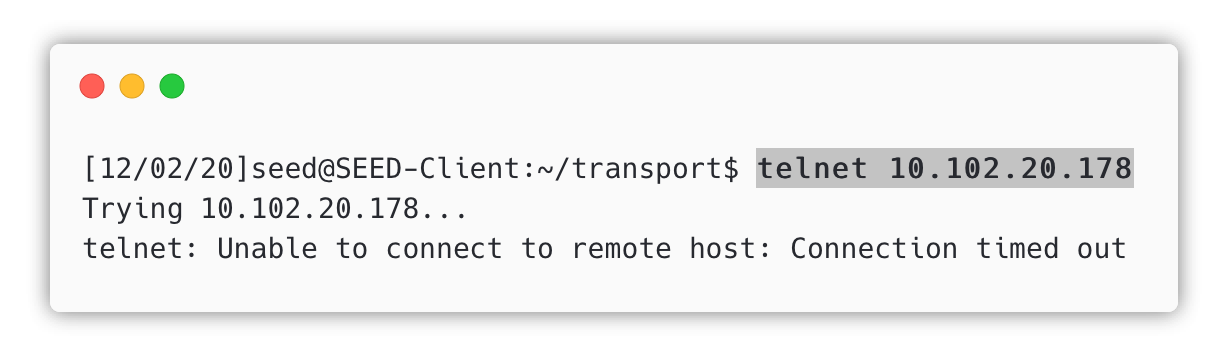 [12/02/20]seed@SEED-Client:~/transport$ telnet 10.102.20.178
Trying 10.102.20.178...
telnet: Unable to connect to remote host: Connection timed out